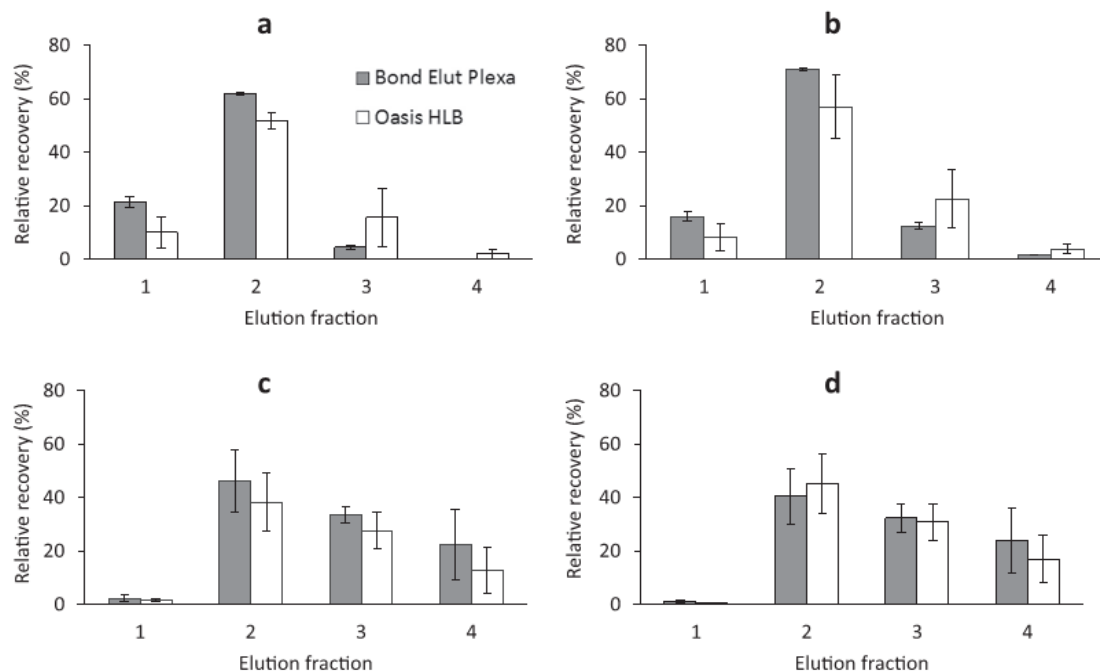 a
80
60
40
20
0
Relative recovery (%)
Bond Elut Plexa
Oasis HLB
1 2 3 4
Elution fraction
b
80
60
40
20
0
Relative recovery (%)
1 2 3 4
Elution fraction
c
80
60
40
20
0
Relative recovery (%)
1 2 3 4
Elution fraction
d
80
60
40
20
0
Relative recovery (%)
1 2 3 4
Elution fraction